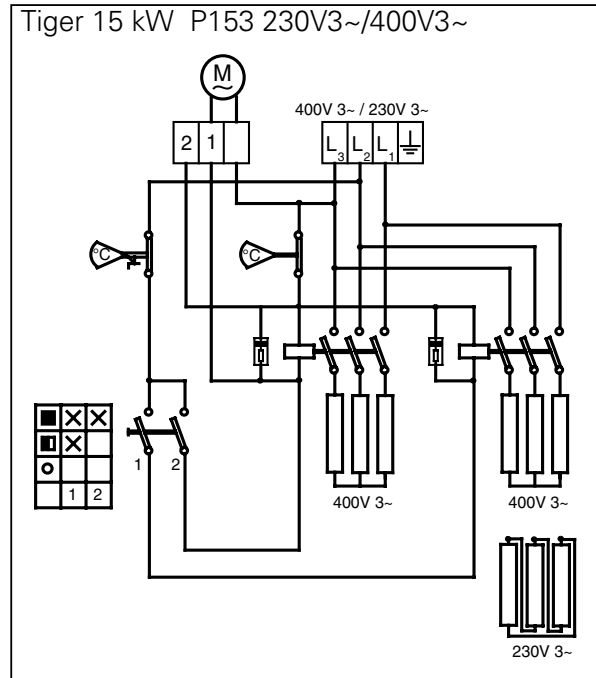 Tiger 15 kW P153 230V3~/400V3~
M
~
400V 3~ / 230V 3~
2 1
L3 L2 L1
°C
°C
1 2
1 2
400V 3~
400V 3~
230V 3~